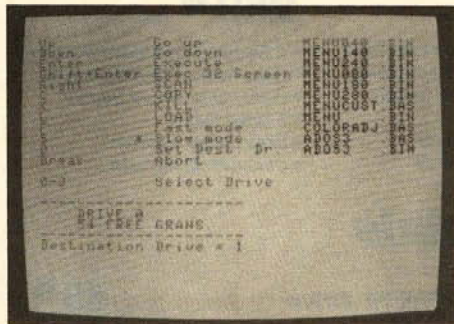 Up Go up MENU040 .BIN
Down Go down MENU140 .BIN
Enter Execute MENU240 .BIN
Shift+Enter Exec 32 Screen MENU080 .BIN
Right SCAN MENU180 .BIN
COPY MENU280 .BIN
KILL MENUCUST .BAS
LOAD MENU .BIN
Fast mode COLORADJ .BAS
* Slow mode ADOS3 .BAS
Set Dest. Dr ADOS3 .BIN
Break Abort
0-3 Select Drive
DRIVE 0
FREE GRANS
Destination Drive = 1